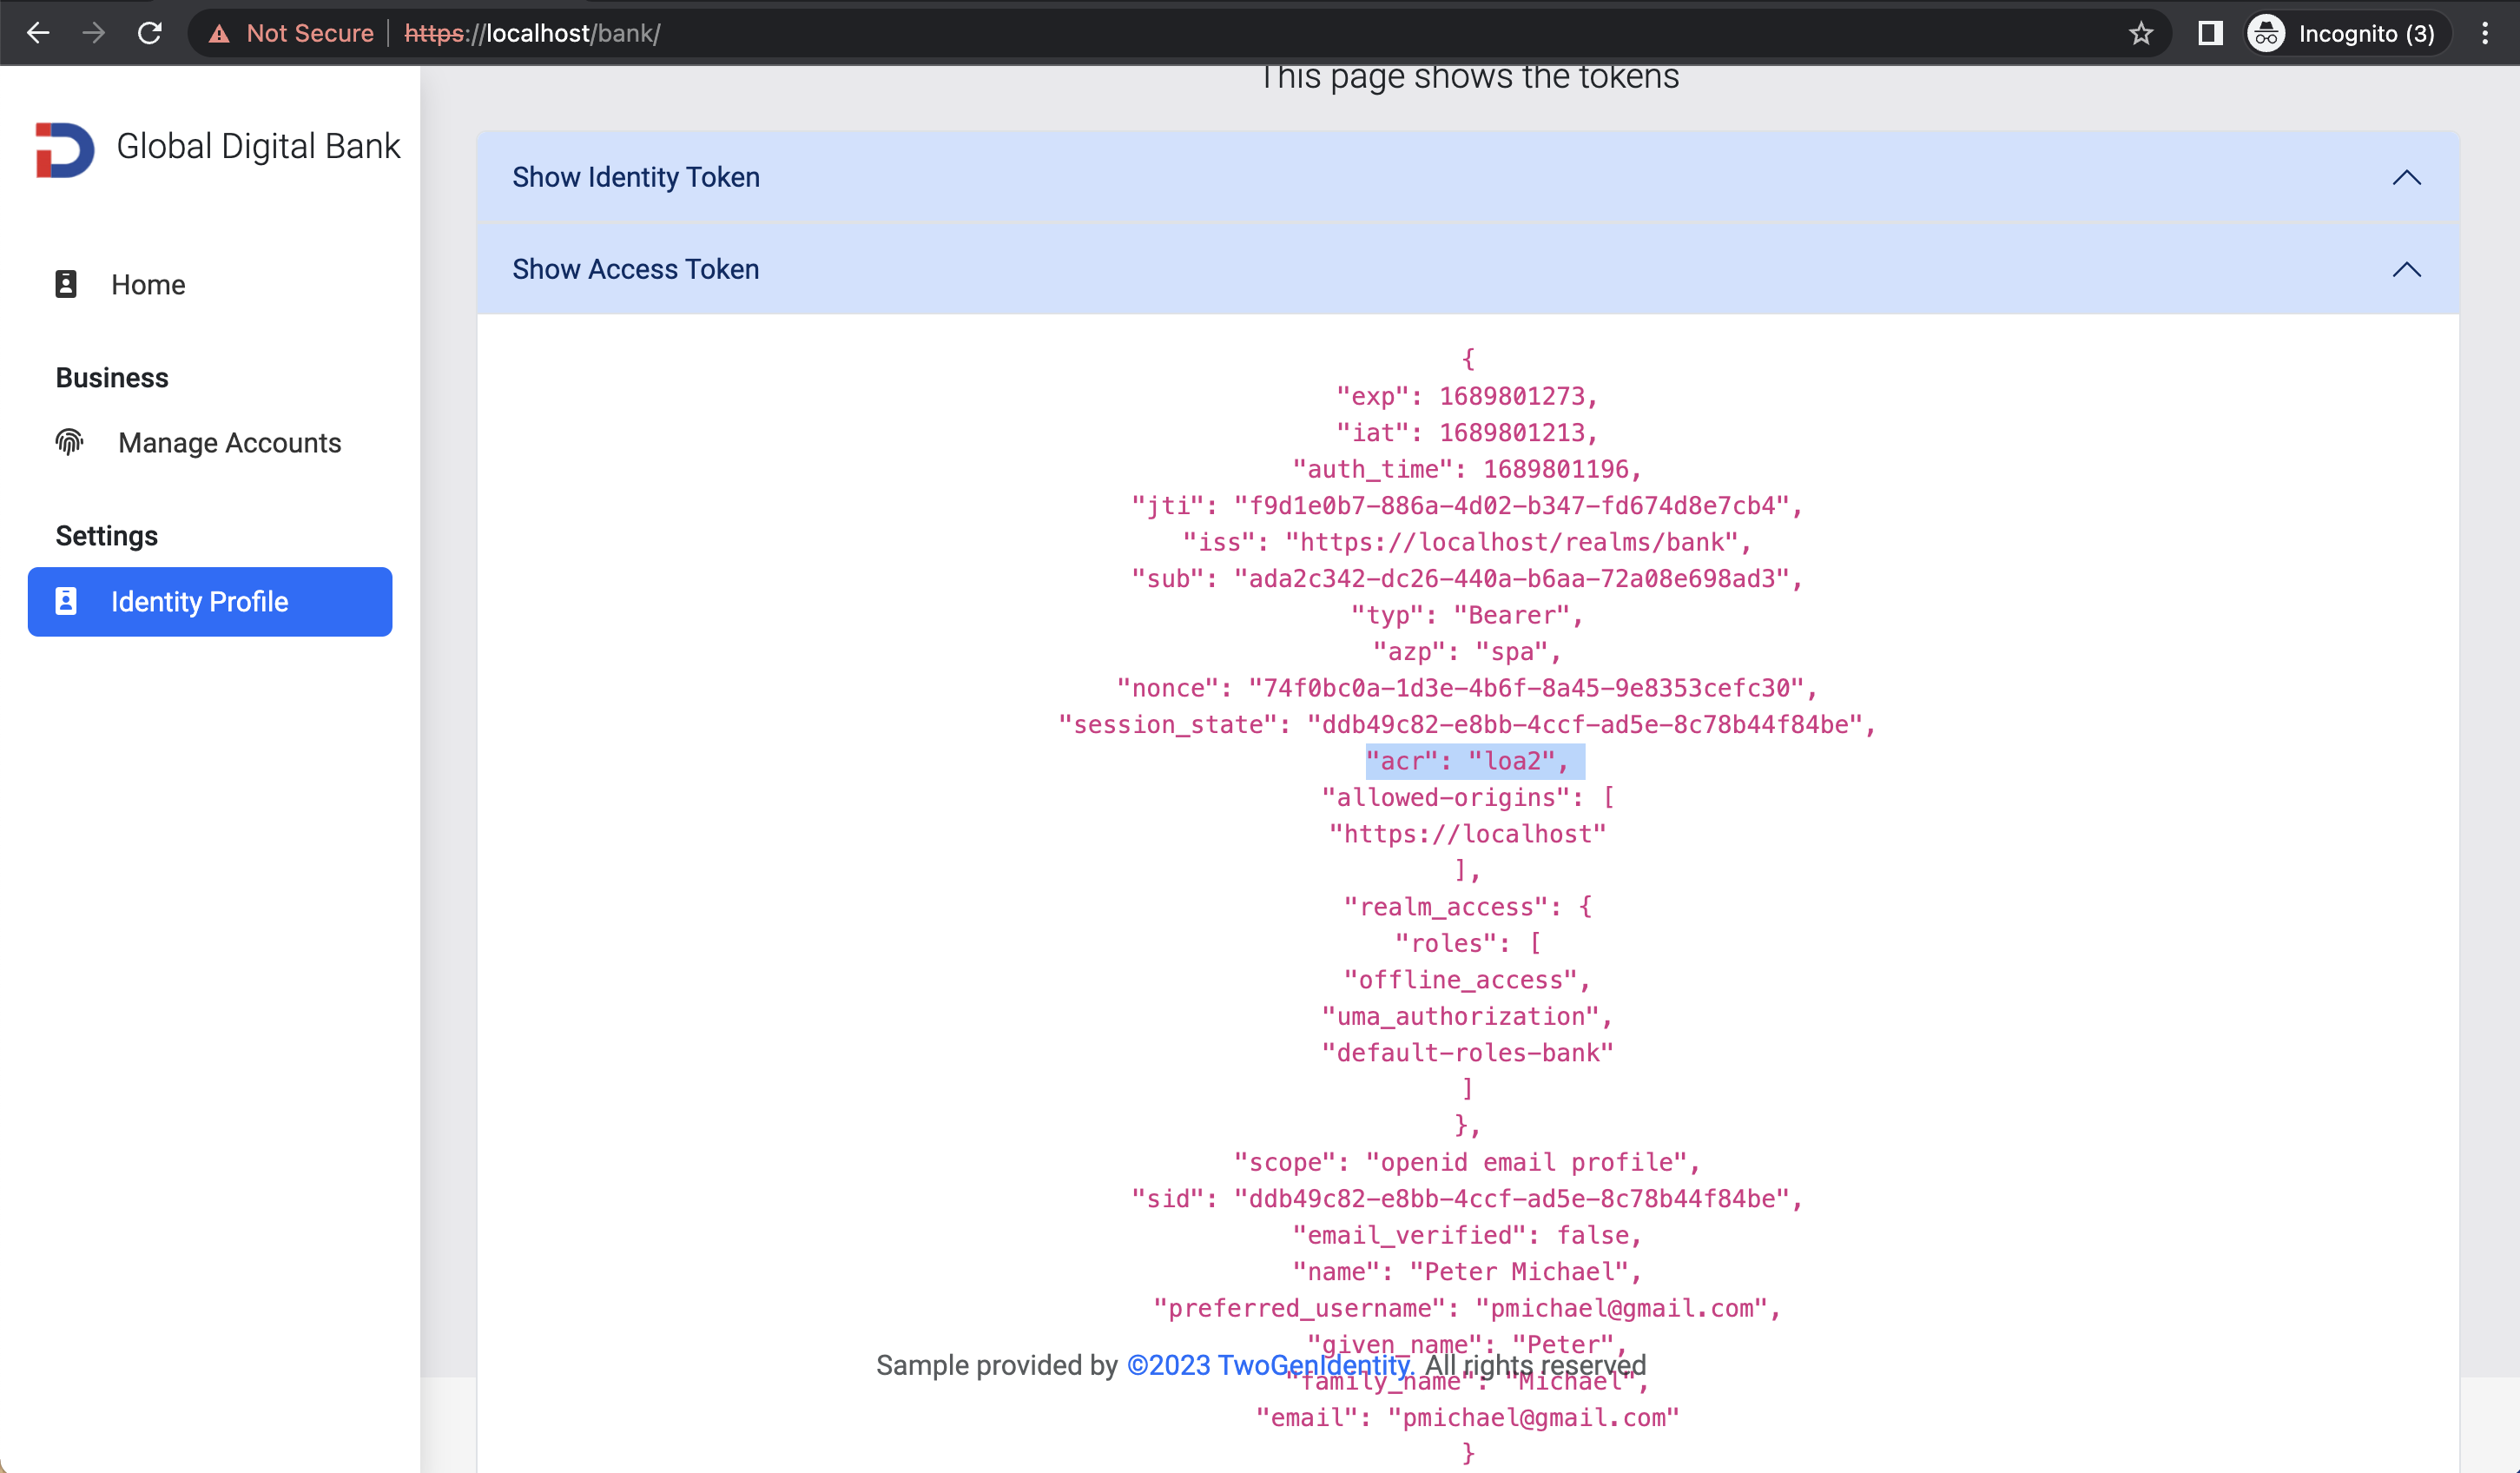 Not Secure https://localhost/bank/ Incognito (3)
This page shows the tokens
Global Digital Bank
Home
Business
Manage Accounts
Settings
Identity Profile
Show Identity Token
Show Access Token
{
"exp": 1689801273,
"iat": 1689801213,
"auth_time": 1689801196,
"jti": "f9d1e0b7-886a-4d02-b347-fd674d8e7cb4",
"iss": "https://localhost/realms/bank",
"sub": "ada2c342-dc26-440a-b6aa-72a08e698ad3",
"typ": "Bearer",
"azp": "spa",
"nonce": "74f0bc0a-1d3e-4b6f-8a45-9e8353cefc30",
"session_state": "ddb49c82-e8bb-4ccf-ad5e-8c78b44f84be",
"acr": "loa2",
"allowed-origins": [
"https://localhost"
],
"realm_access": {
"roles": [
"offline_access",
"uma_authorization",
"default-roles-bank"
]
},
"scope": "openid email profile",
"sid": "ddb49c82-e8bb-4ccf-ad5e-8c78b44f84be",
"email_verified": false,
"name": "Peter Michael",
"preferred_username": "pmichael@gmail.com",
"given_name": "Peter",
Sample provided by ©2023 TwoGenIdentity. All rights reserved
"family_name": "Michael",
"email": "pmichael@gmail.com"
}